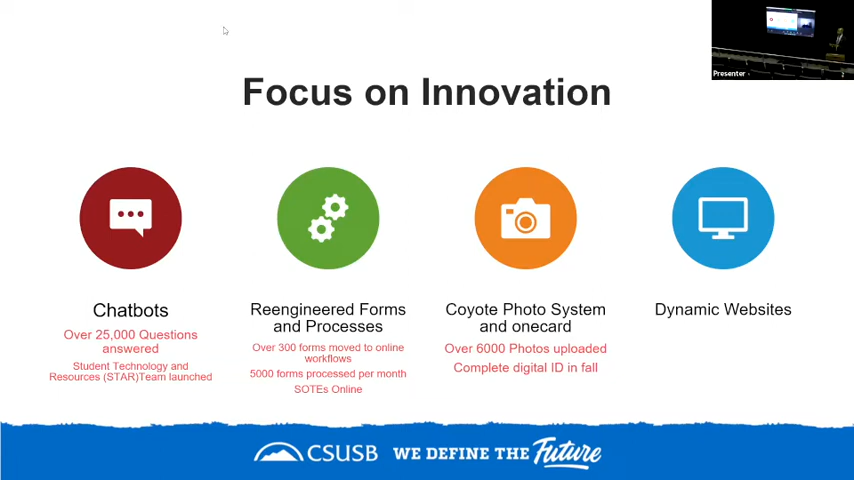 Presenter
Focus on Innovation
Chatbots
Over 25,000 Questions
answered
Student Technology and
Resources (STAR)Team launched
Reengineered Forms
and Processes
Over 300 forms moved to online
workflows
5000 forms processed per month
SOTEs Online
Coyote Photo System
and onecard
Over 6000 Photos uploaded
Complete digital ID in fall
Dynamic Websites
CSUSB WE DEFINE THE Future